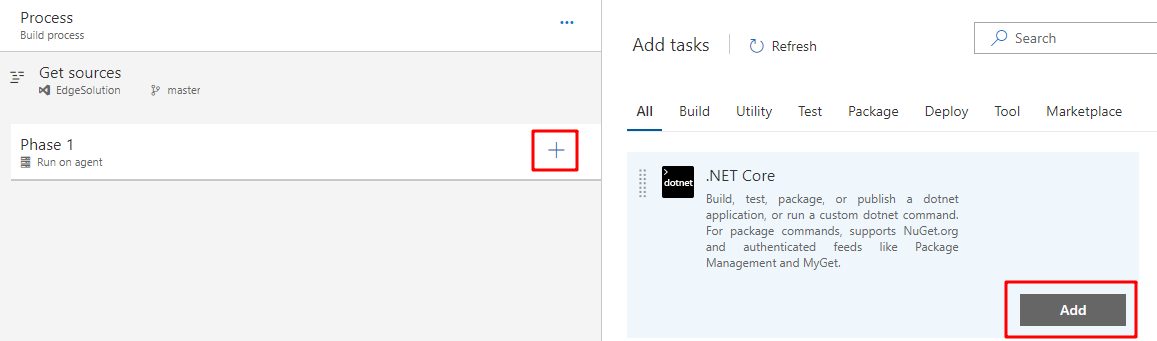 Process
...
Build process
Get sources
EdgeSolution master
Phase 1
Run on agent
Add tasks
Refresh
Search
All Build Utility Test Package Deploy Tool Marketplace
>
dotnet
.NET Core
Build, test, package, or publish a dotnet
application, or run a custom dotnet command.
For package commands, supports NuGet.org
and authenticated feeds like Package
Management and MyGet.
Add